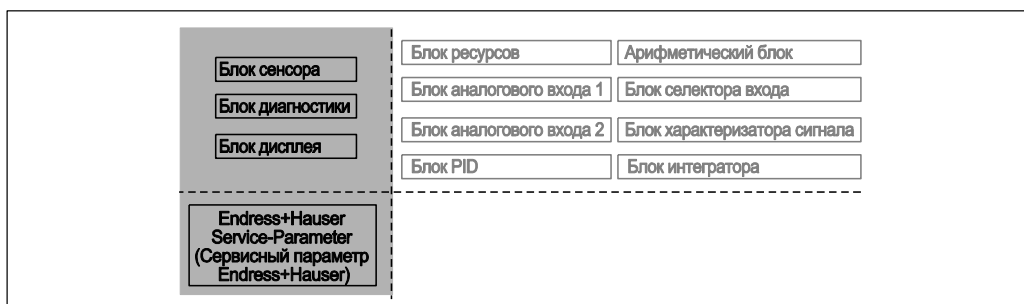 Блок сенсора
Блок диагностики
Блок дисплея
Блок ресурсов
Арифметический блок
Блок аналогового входа 1
Блок селектора входа
Блок аналогового входа 2
Блок характеризатора сигнала
Блок PID
Блок интегратора
Endress+Hauser
Service-Parameter
(Сервисный параметр
Endress+Hauser)